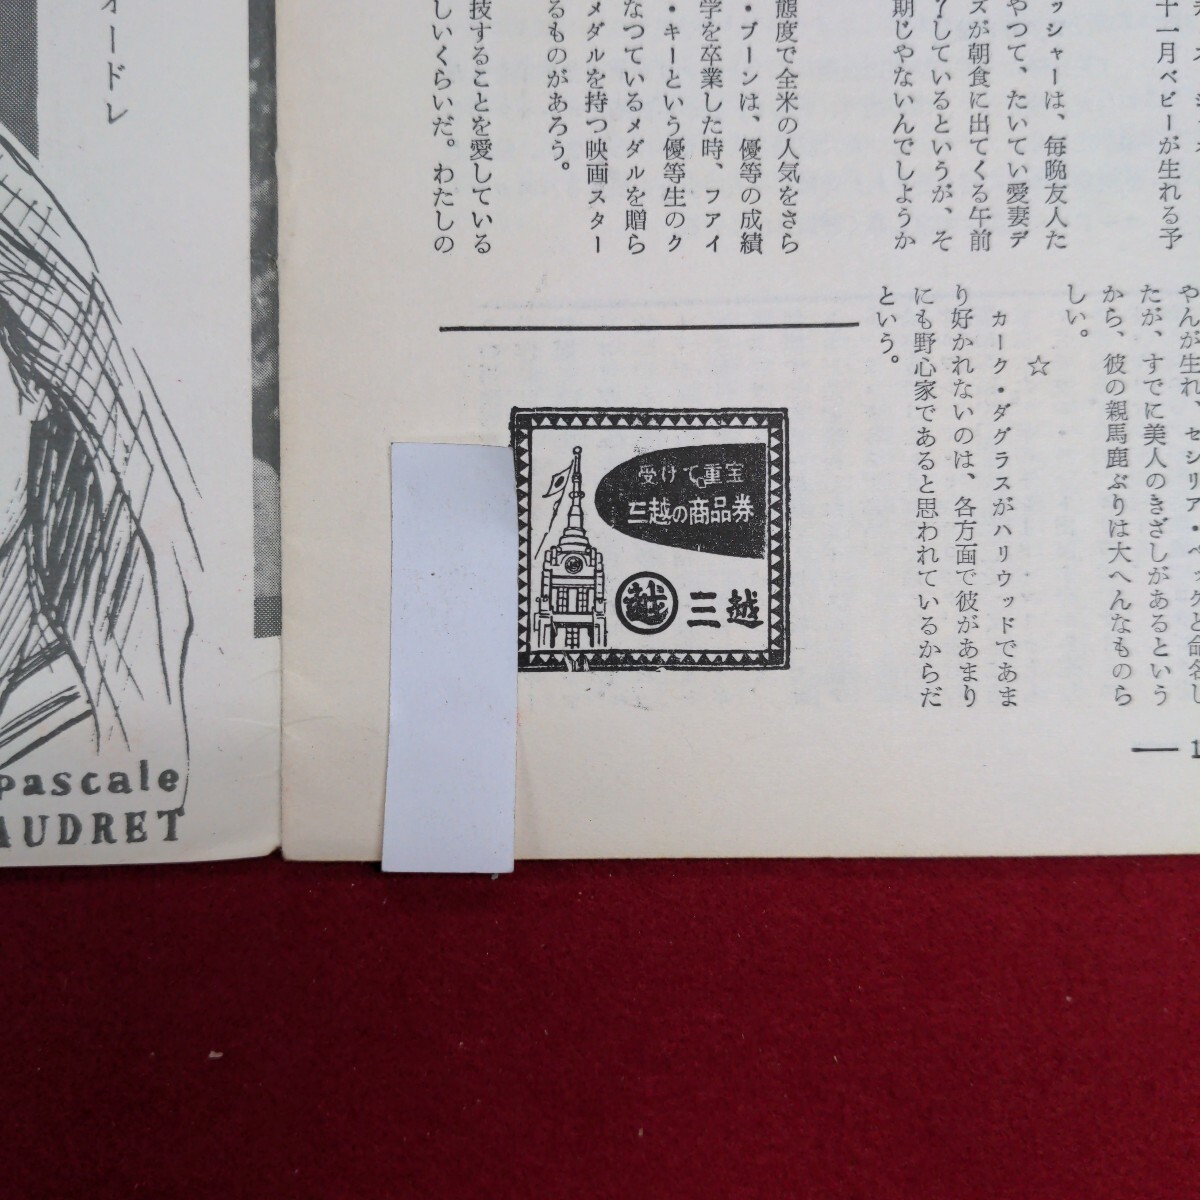 十一月ベビーが生れる予
ッシャーは、毎晩友人た
やつて、たいてい愛妻デ
ズが朝食に出てくる午前
しているというが、そ
期じやないんでしようか
態度で全米の人気をさら
・ブーンは、優等の成績
学を卒業した時、ファイ
・キーという優等生のク
なつているメダルを贈ら
メダルを持つ映画スター
るものがあろう。
技することを愛している
しいくらいだ。わたしの
やんが生れ、セシリア・ペックと命名し
たが、すでに美人のきざしがあるという
から、彼の親馬鹿ぶりは大へんなものら
しい。
☆
カーク・ダグラスがハリウッドであま
り好かれないのは、各方面で彼があまり
にも野心家であると思われているからだ
という。
受けて重宝
三越の商品券
越 三越
オードレ
pascale
AUDRET